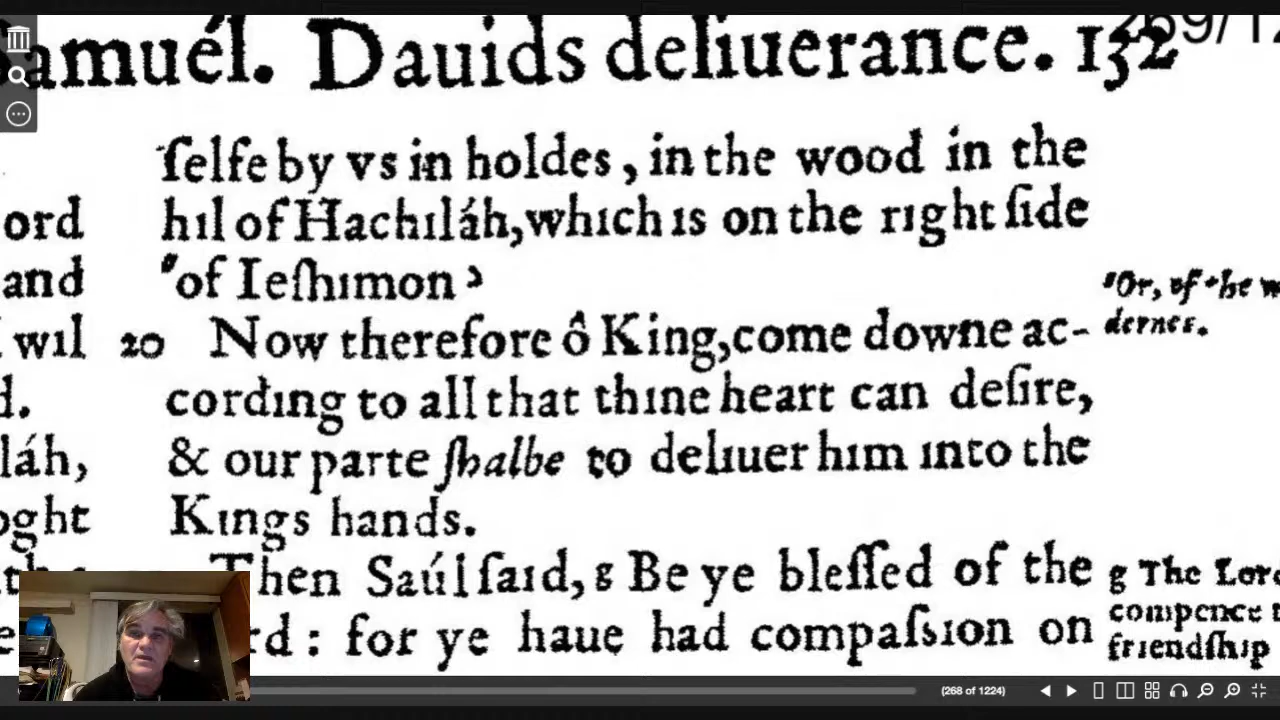 Samuél. Dauids deliuerance. 132
269/12
ſelfe by vs in holdes, in the wood in the
hil of Hachiláh, which is on the right ſide
"of Ieſhimon?
20 Now therefore ô King, come downe ac-
cording to all that thine heart can deſire,
& our parte ſhalbe to deliuer him into the
Kings hands.
Then Saúl ſaid, g Be ye bleſſed of the
rd: for ye haue had compaſsion on
ord
and
wil
d.
láh,
oght
"Or, of the w
dernes.
g The Lord
compence
friendſhip
(268 of 1224)